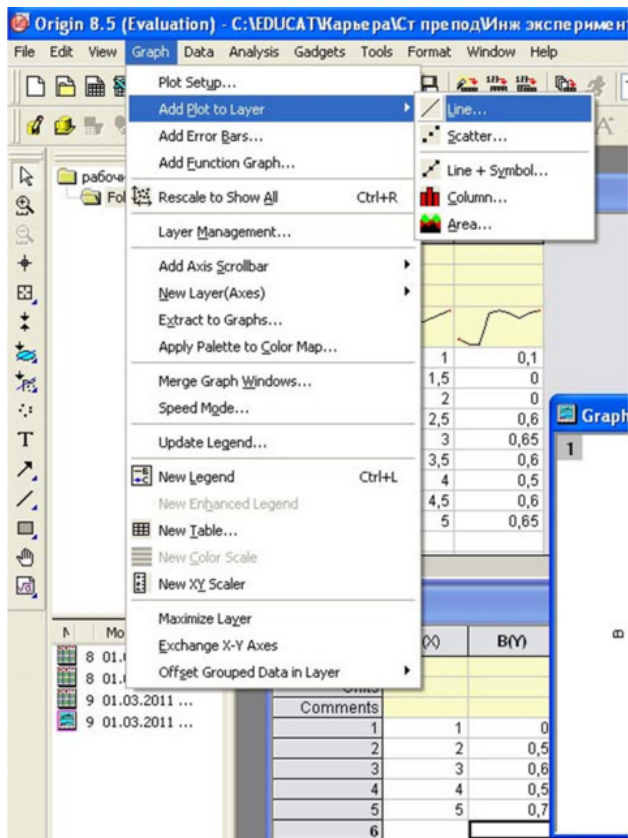 Origin 8.5 (Evaluation) - C:\EDUCAT\Карьера\Ст препод\Инж эксперимент
File Edit View Graph Data Analysis Gadgets Tools Format Window Help
Plot Setup...
Add Plot to Layer
Add Error Bars...
Add Function Graph...
Rescale to Show All Ctrl+R
Layer Management...
Add Axis Scrollbar
New Layer(Axes)
Extract to Graphs...
Apply Palette to Color Map...
Merge Graph Windows...
Speed Mode...
Update Legend...
New Legend Ctrl+L
New Enhanced Legend
New Table...
New Color Scale
New XY Scaler
Maximize Layer
Exchange X-Y Axes
Offset Grouped Data in Layer
Line...
Scatter...
Line + Symbol...
Column...
Area...
рабочи
Fol
1 0,1
1,5 0
2 0
2,5 0,6
3 0,65
3,5 0,6
4 0,5
4,5 0,6
5 0,65
Graph
1
B
N Mo
8 01.0
8 01.0
9 01.03.2011 ...
9 01.03.2011 ...
(X) B(Y)
Units
Comments
1 1 0
2 2 0,5
3 3 0,6
4 4 0,5
5 5 0,7
6